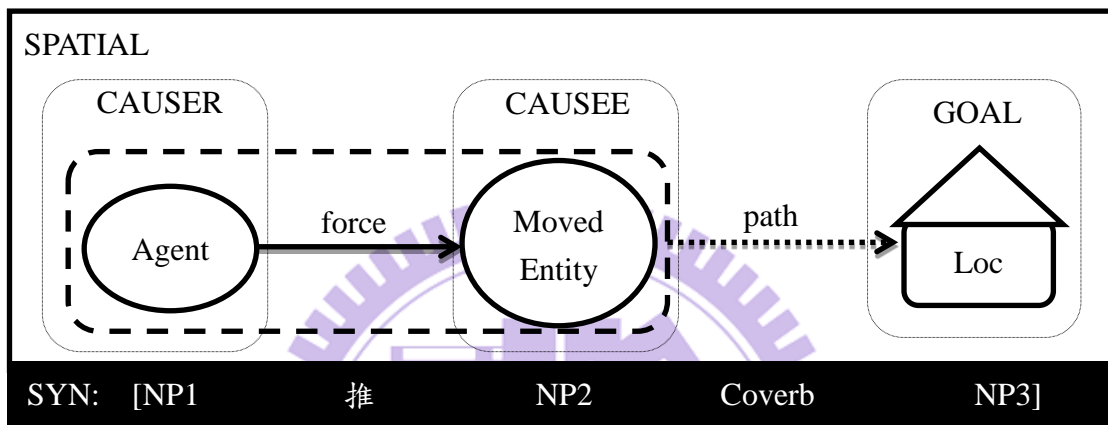 SPATIAL
CAUSER CAUSEE GOAL
Agent force Moved Entity path Loc
SYN: [NP1 推 NP2 Coverb NP3]